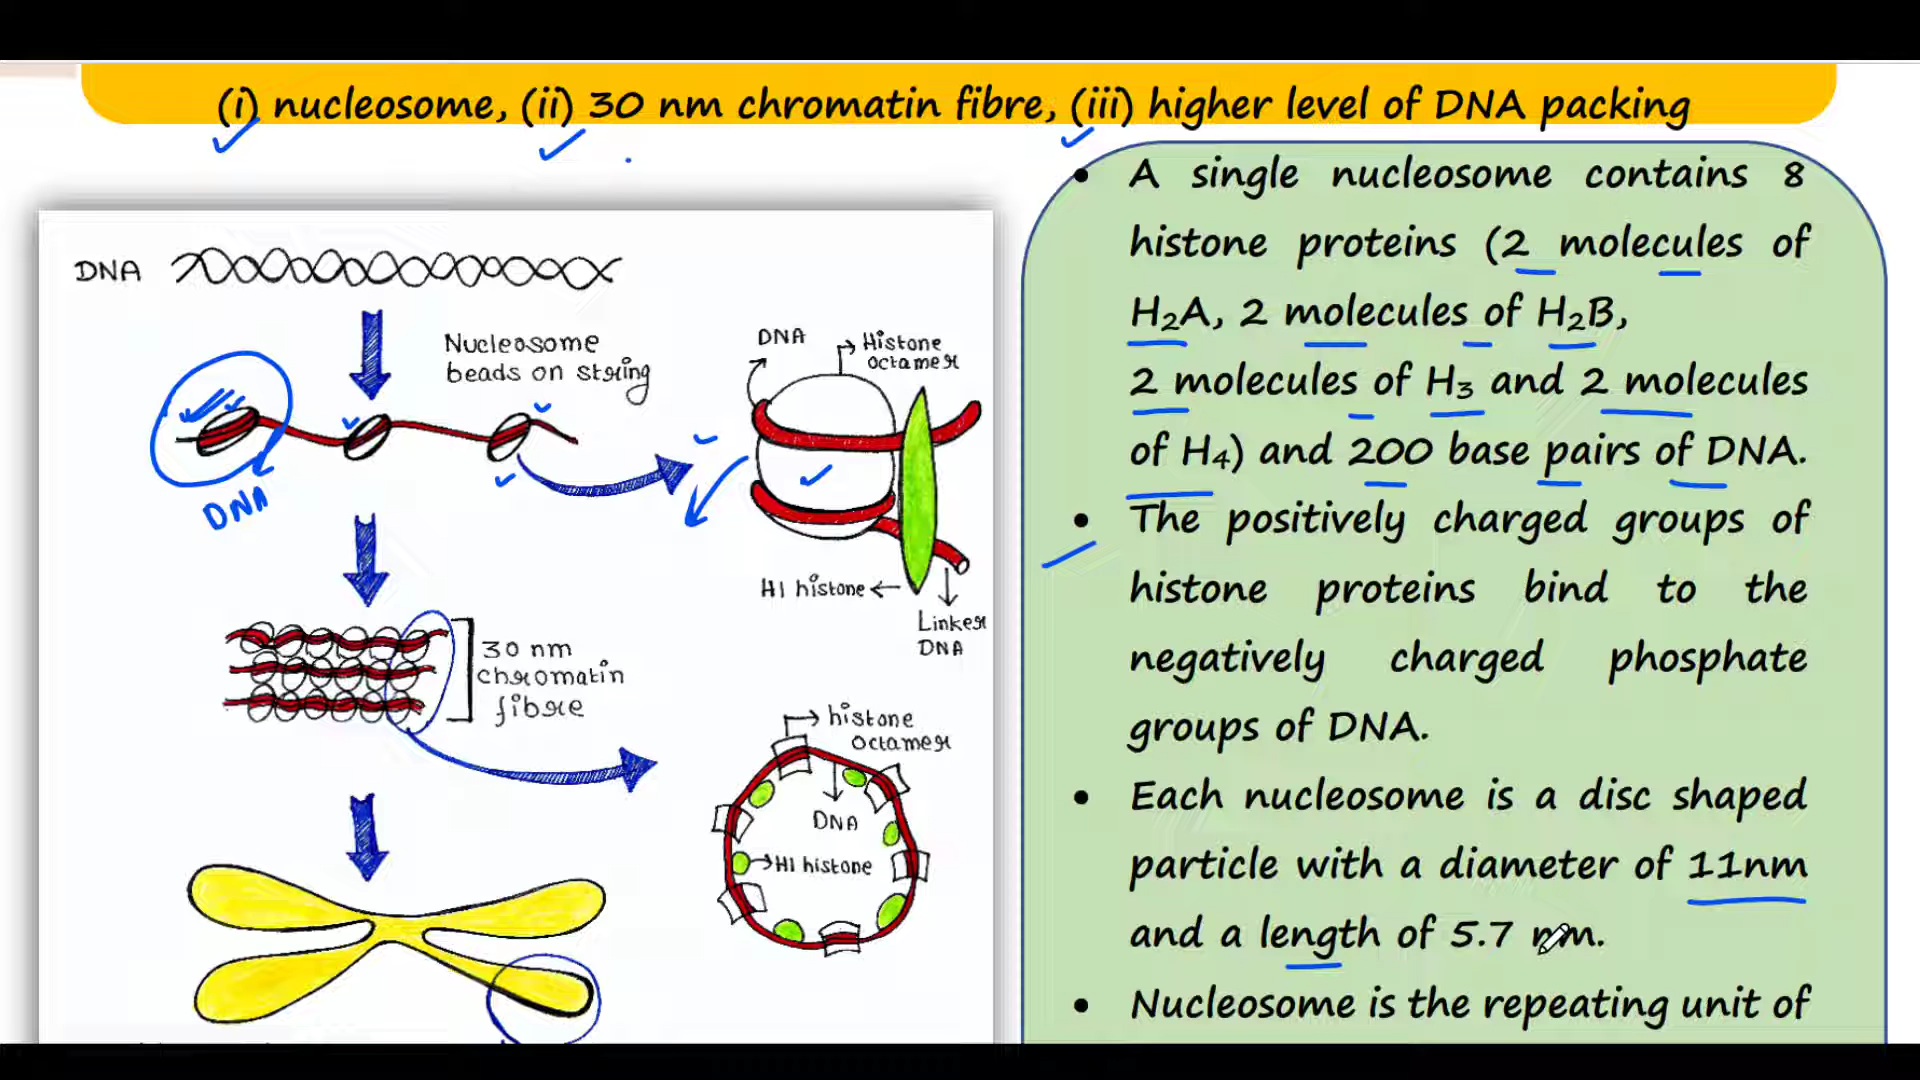 (i) nucleosome, (ii) 30 nm chromatin fibre, (iii) higher level of DNA packing
DNA
Nucleosome
beads on string
DNA
DNA
Histone
octamer
H1 histone
Linker
DNA
30 nm
chromatin
fibre
histone
octamer
DNA
H1 histone
• A single nucleosome contains 8
histone proteins (2 molecules of
H₂A, 2 molecules of H₂B,
2 molecules of H₃ and 2 molecules
of H₄) and 200 base pairs of DNA.
• The positively charged groups of
histone proteins bind to the
negatively charged phosphate
groups of DNA.
• Each nucleosome is a disc shaped
particle with a diameter of 11nm
and a length of 5.7 nm.
• Nucleosome is the repeating unit of